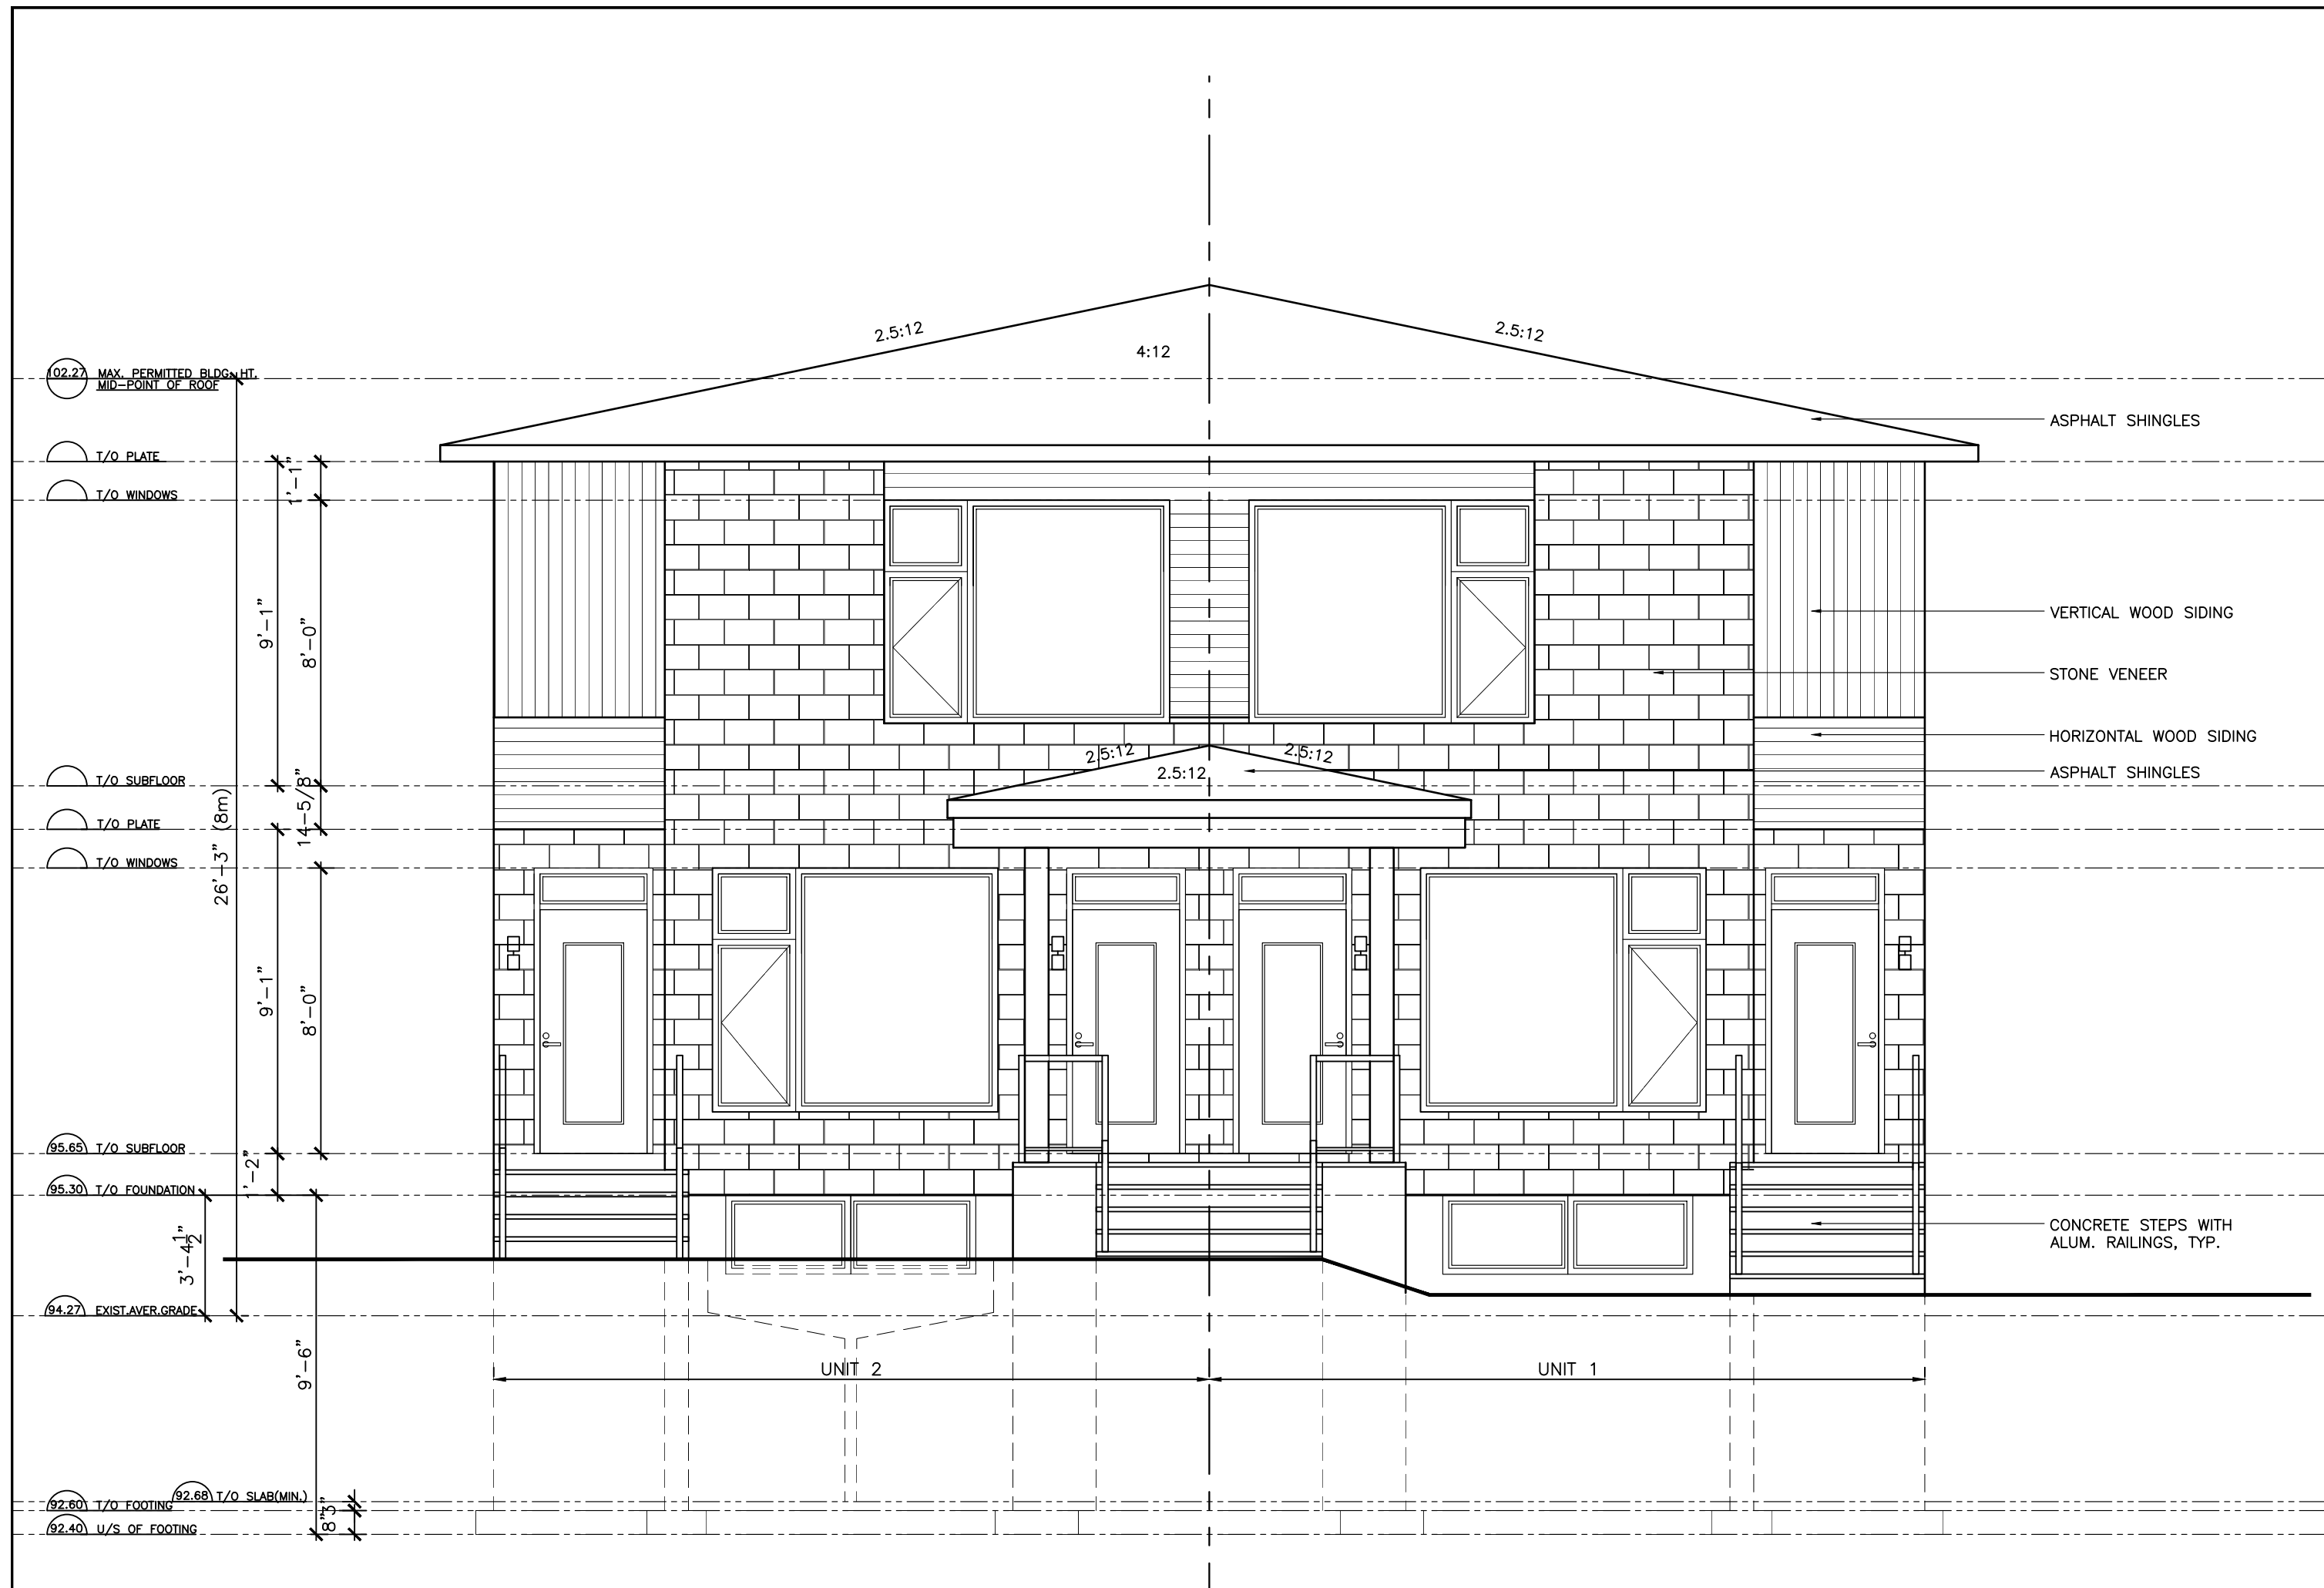 2.5:12
2.5:12
4:12
102.27 MAX. PERMITTED BLDG. HT.
MID-POINT OF ROOF
ASPHALT SHINGLES
T/O PLATE
1'-1"
T/O WINDOWS
9'-1"
8'-0"
VERTICAL WOOD SIDING
STONE VENEER
HORIZONTAL WOOD SIDING
2.5:12
2.5:12
2.5:12
ASPHALT SHINGLES
T/O SUBFLOOR
14-5/8"
T/O PLATE
26'-3" (8m)
T/O WINDOWS
9'-1"
8'-0"
95.65 T/O SUBFLOOR
1'-2"
95.30 T/O FOUNDATION
3'-4 1/2"
CONCRETE STEPS WITH
ALUM. RAILINGS, TYP.
94.27 EXIST.AVER.GRADE
9'-6"
UNIT 2
UNIT 1
92.68 T/O SLAB(MIN.)
92.60 T/O FOOTING
3"
8"
92.40 U/S OF FOOTING